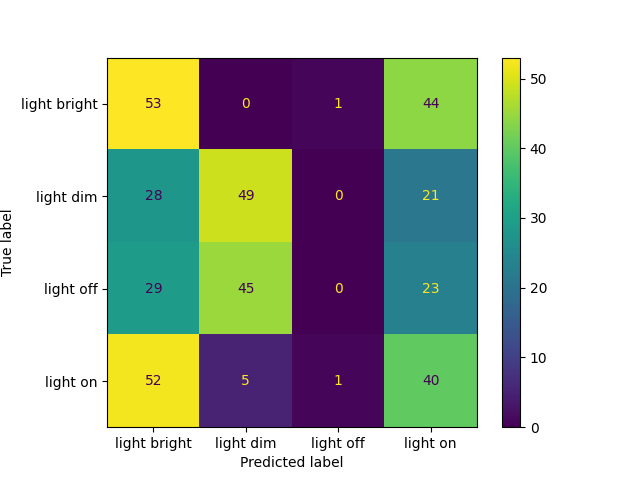 light bright 53 0 1 44
light dim 28 49 0 21
light off 29 45 0 23
light on 52 5 1 40
light bright light dim light off light on
Predicted label
True label
50
40
30
20
10
0